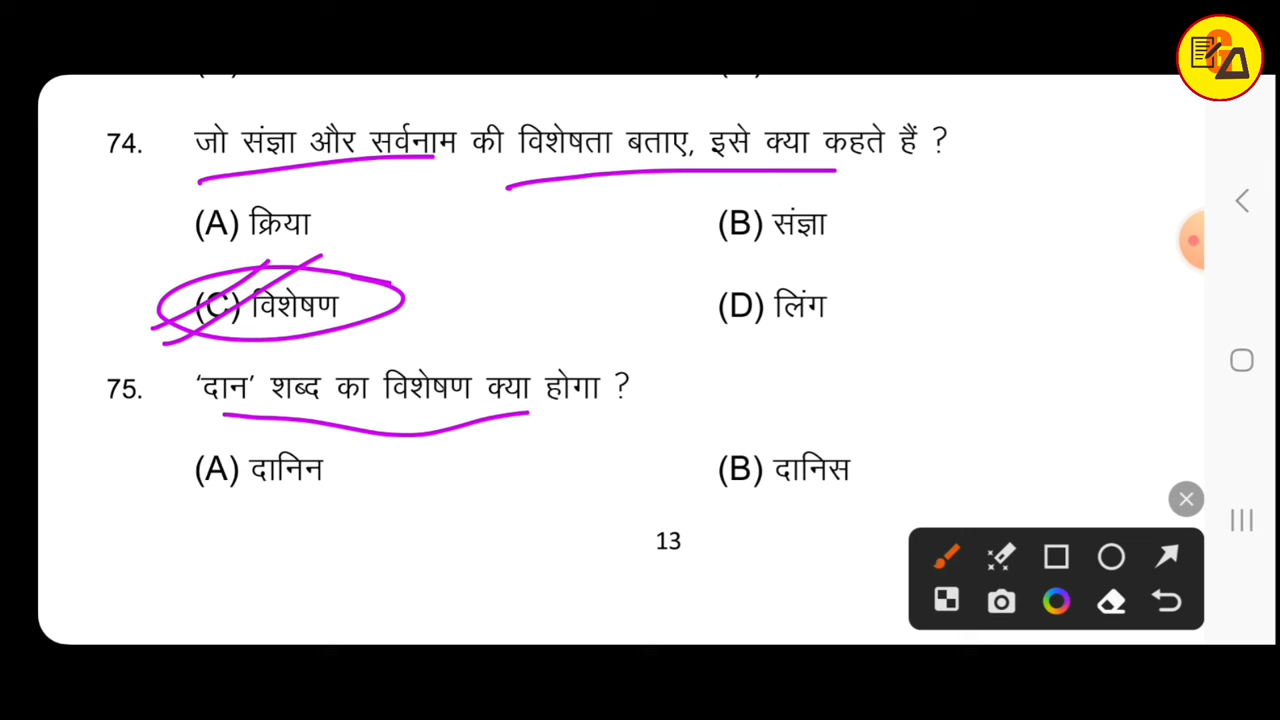 74. जो संज्ञा और सर्वनाम की विशेषता बताए, इसे क्या कहते हैं ?
(A) क्रिया (B) संज्ञा
(C) विशेषण (D) लिंग
75. ‘दान’ शब्द का विशेषण क्या होगा ?
(A) दानिन (B) दानिस
13